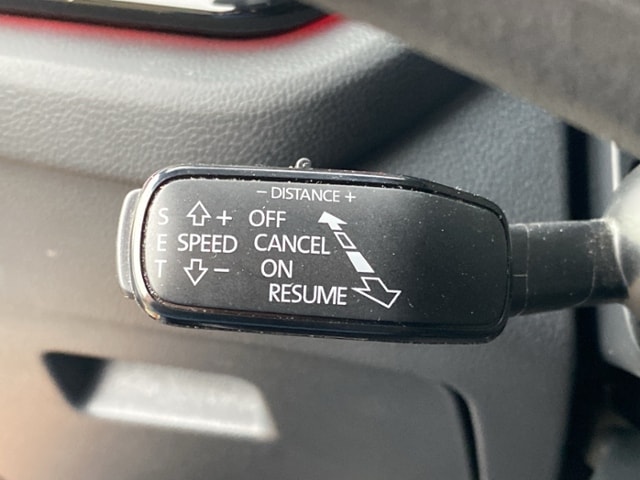 - DISTANCE +
S + OFF
E SPEED CANCEL
T - ON
RESUME